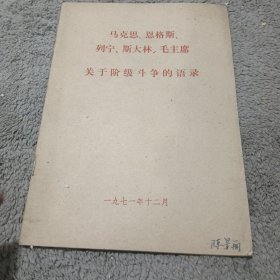 马克思、恩格斯、
列宁、斯大林、毛主席
关于阶级斗争的语录
一九七一年十二月